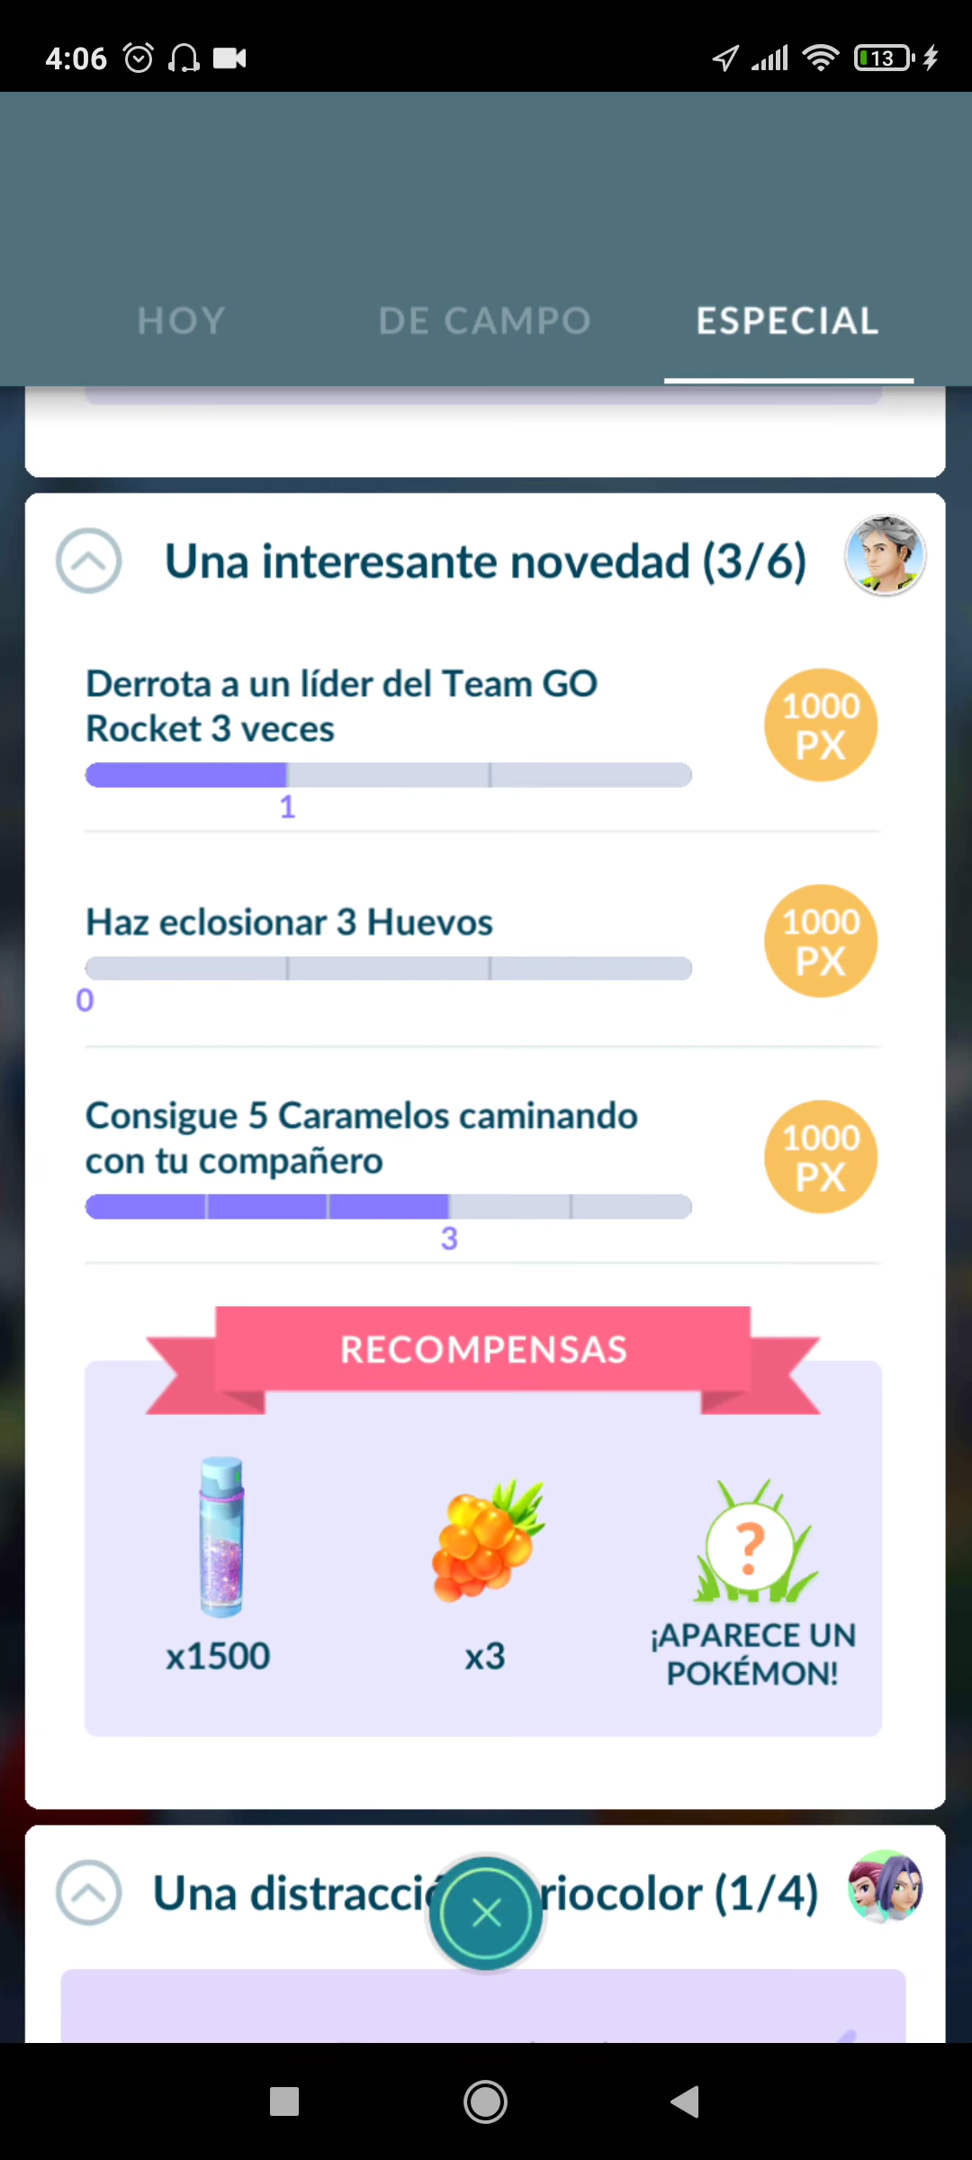 4:06
13
HOY
DE CAMPO
ESPECIAL
Una interesante novedad (3/6)
Derrota a un líder del Team GO
Rocket 3 veces
1000
PX
1
Haz eclosionar 3 Huevos
1000
PX
0
Consigue 5 Caramelos caminando
con tu compañero
1000
PX
3
RECOMPENSAS
?
x1500
x3
¡APARECE UN
POKÉMON!
Una riocolor (1/4)